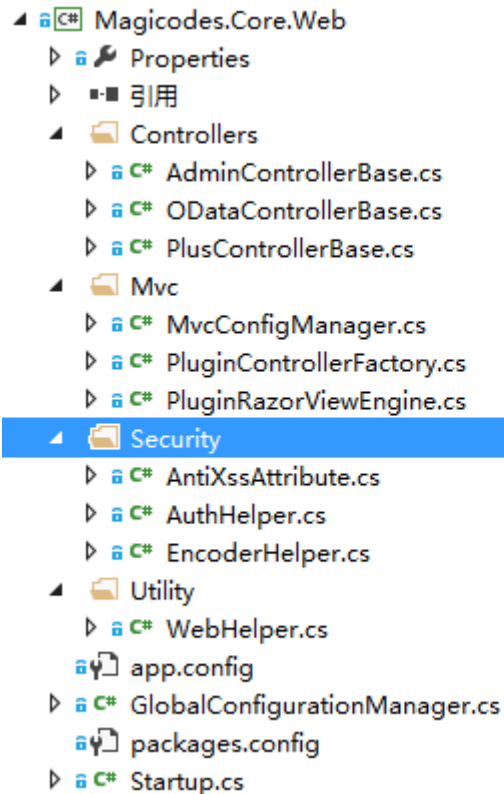 C# Magicodes.Core.Web
Properties
引用
Controllers
C# AdminControllerBase.cs
C# ODataControllerBase.cs
C# PlusControllerBase.cs
Mvc
C# MvcConfigManager.cs
C# PluginControllerFactory.cs
C# PluginRazorViewEngine.cs
Security
C# AntiXssAttribute.cs
C# AuthHelper.cs
C# EncoderHelper.cs
Utility
C# WebHelper.cs
app.config
C# GlobalConfigurationManager.cs
packages.config
C# Startup.cs